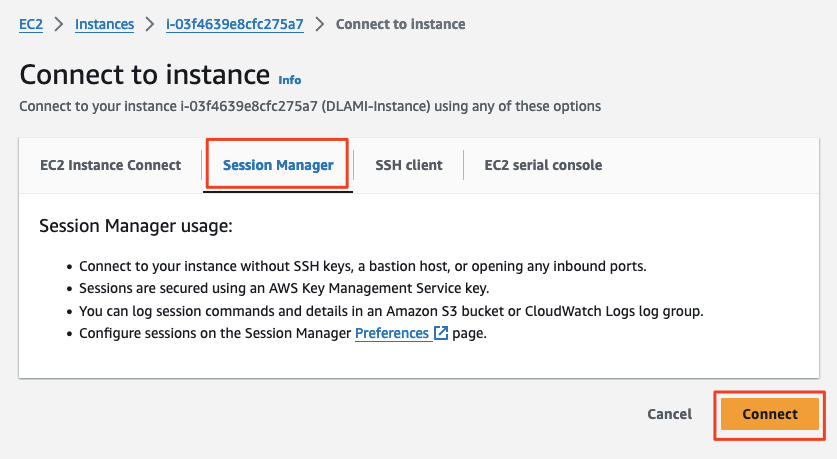 EC2 > Instances > i-03f4639e8cfc275a7 > Connect to instance
Connect to instance Info
Connect to your instance i-03f4639e8cfc275a7 (DLAMI-Instance) using any of these options
EC2 Instance Connect Session Manager SSH client EC2 serial console
Session Manager usage:
• Connect to your instance without SSH keys, a bastion host, or opening any inbound ports.
• Sessions are secured using an AWS Key Management Service key.
• You can log session commands and details in an Amazon S3 bucket or CloudWatch Logs log group.
• Configure sessions on the Session Manager Preferences page.
Cancel Connect